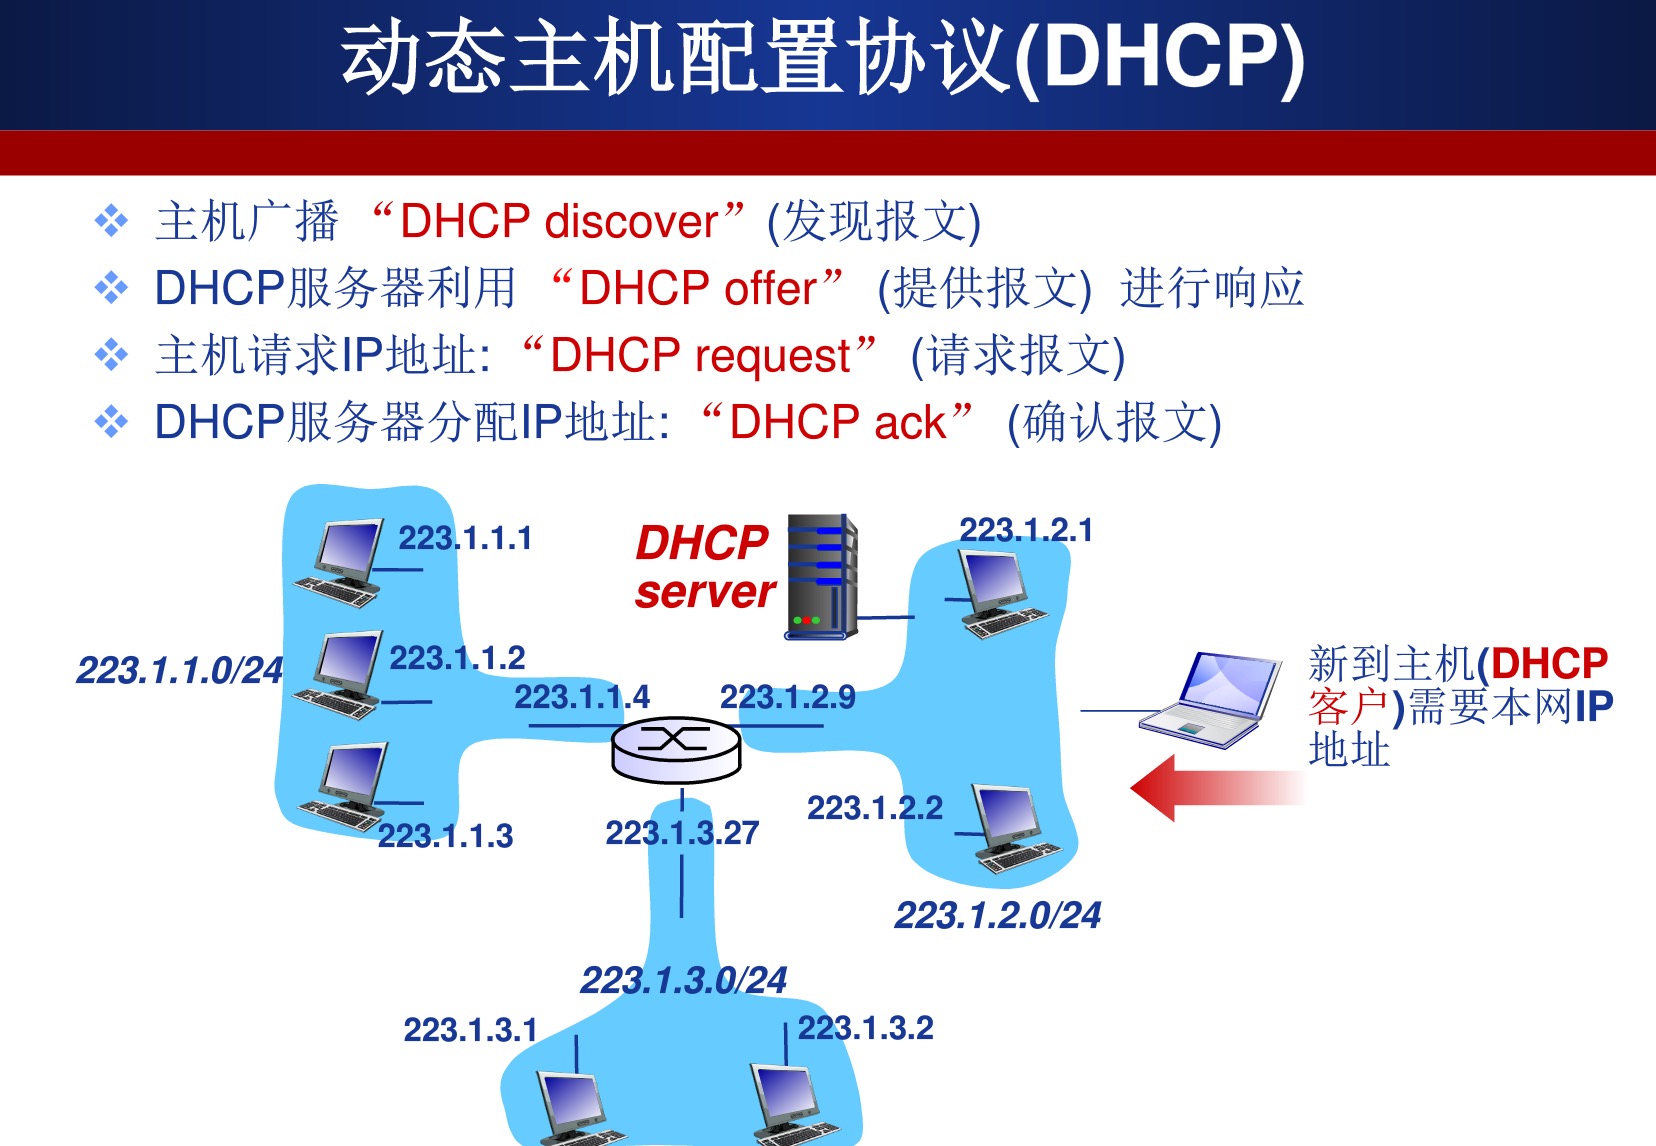 动态主机配置协议(DHCP)
主机广播 “DHCP discover” (发现报文)
DHCP服务器利用 “DHCP offer” (提供报文) 进行响应
主机请求IP地址: “DHCP request” (请求报文)
DHCP服务器分配IP地址: “DHCP ack” (确认报文)
223.1.1.1
DHCP
server
223.1.2.1
223.1.1.0/24
223.1.1.2
223.1.1.4
223.1.2.9
新到主机(DHCP
客户)需要本网IP
地址
223.1.1.3
223.1.3.27
223.1.2.2
223.1.2.0/24
223.1.3.0/24
223.1.3.1
223.1.3.2